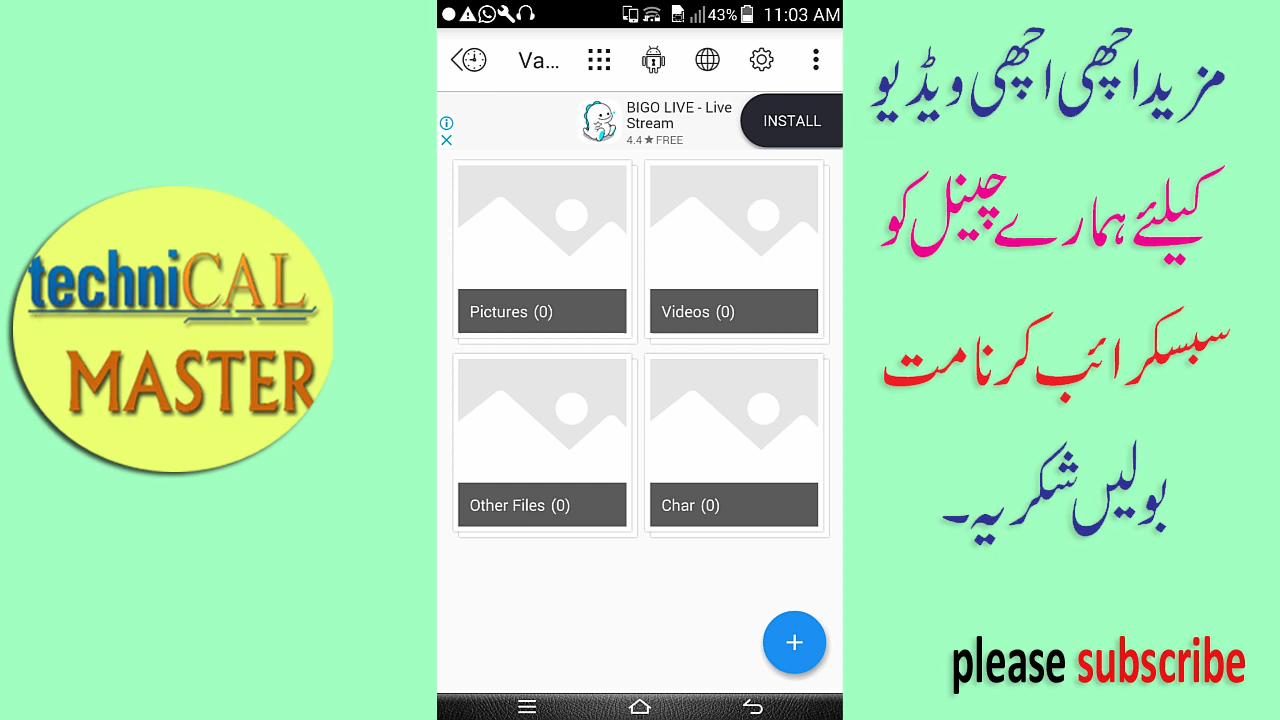 techniCAL
MASTER
43% 11:03 AM
Va...
BIGO LIVE - Live
Stream
4.4★FREE
INSTALL
Pictures (0)
Videos (0)
Other Files (0)
Char (0)
مزید اچھی اچھی ویڈیو
کیلئے ہمارے چینل کو
سبسکرائب کرنا مت
بولیں شکریہ۔
please subscribe